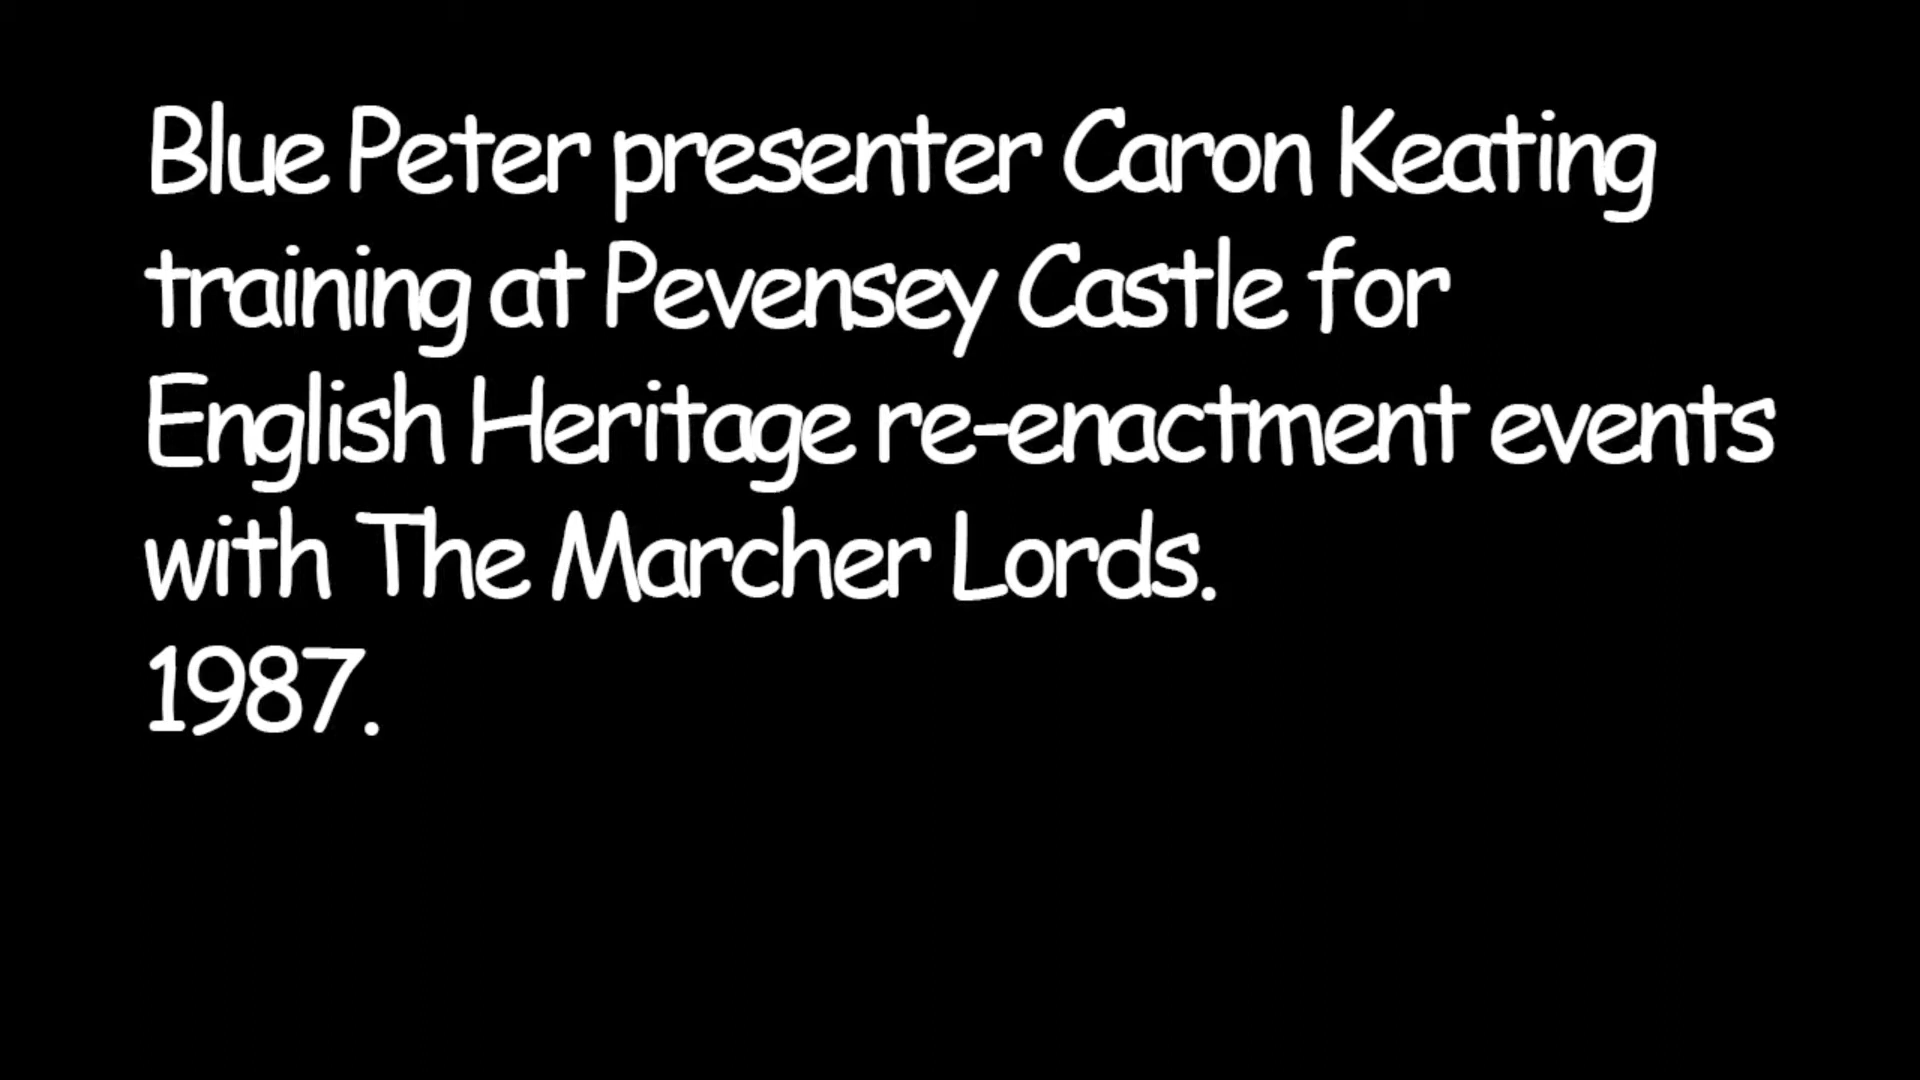 Blue Peter presenter Caron Keating
training at Pevensey Castle for
English Heritage re-enactment events
with The Marcher Lords.
1987.